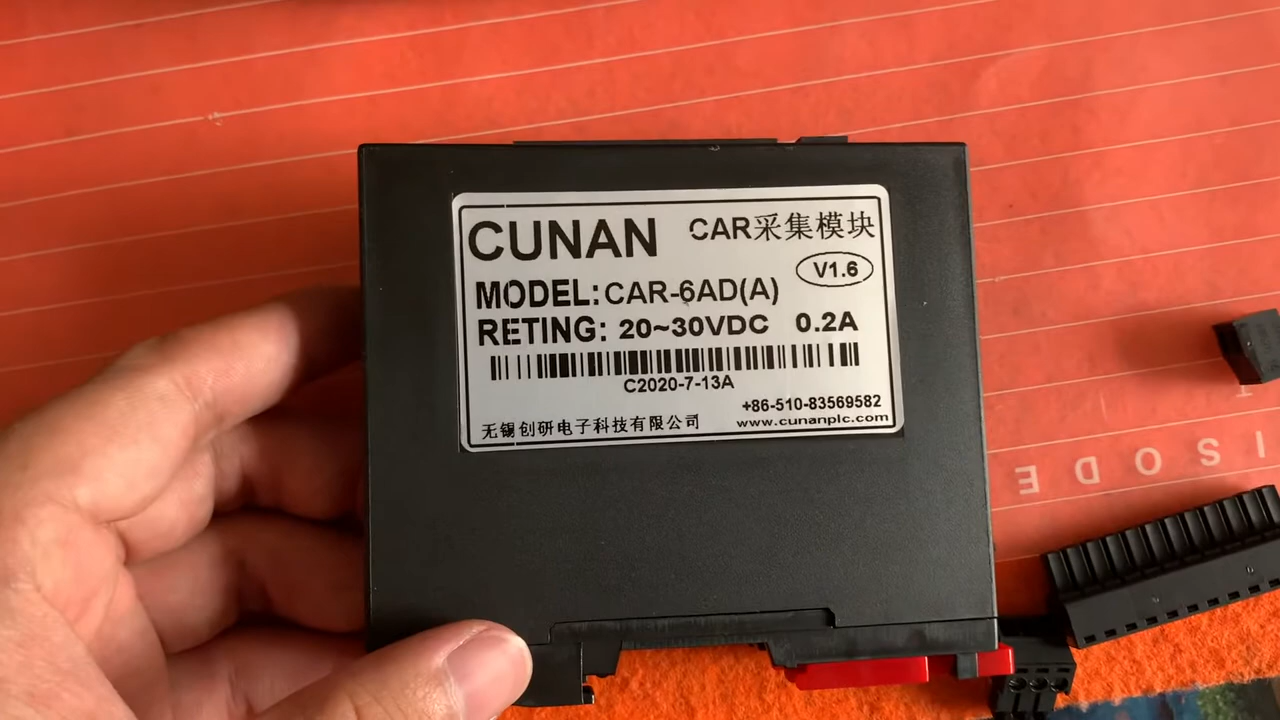 CUNAN CAR采集模块
V1.6
MODEL:CAR-6AD(A)
RETING: 20~30VDC 0.2A
C2020-7-13A
+86-510-83569582
无锡创研电子科技有限公司 www.cunanplc.com
ISODE